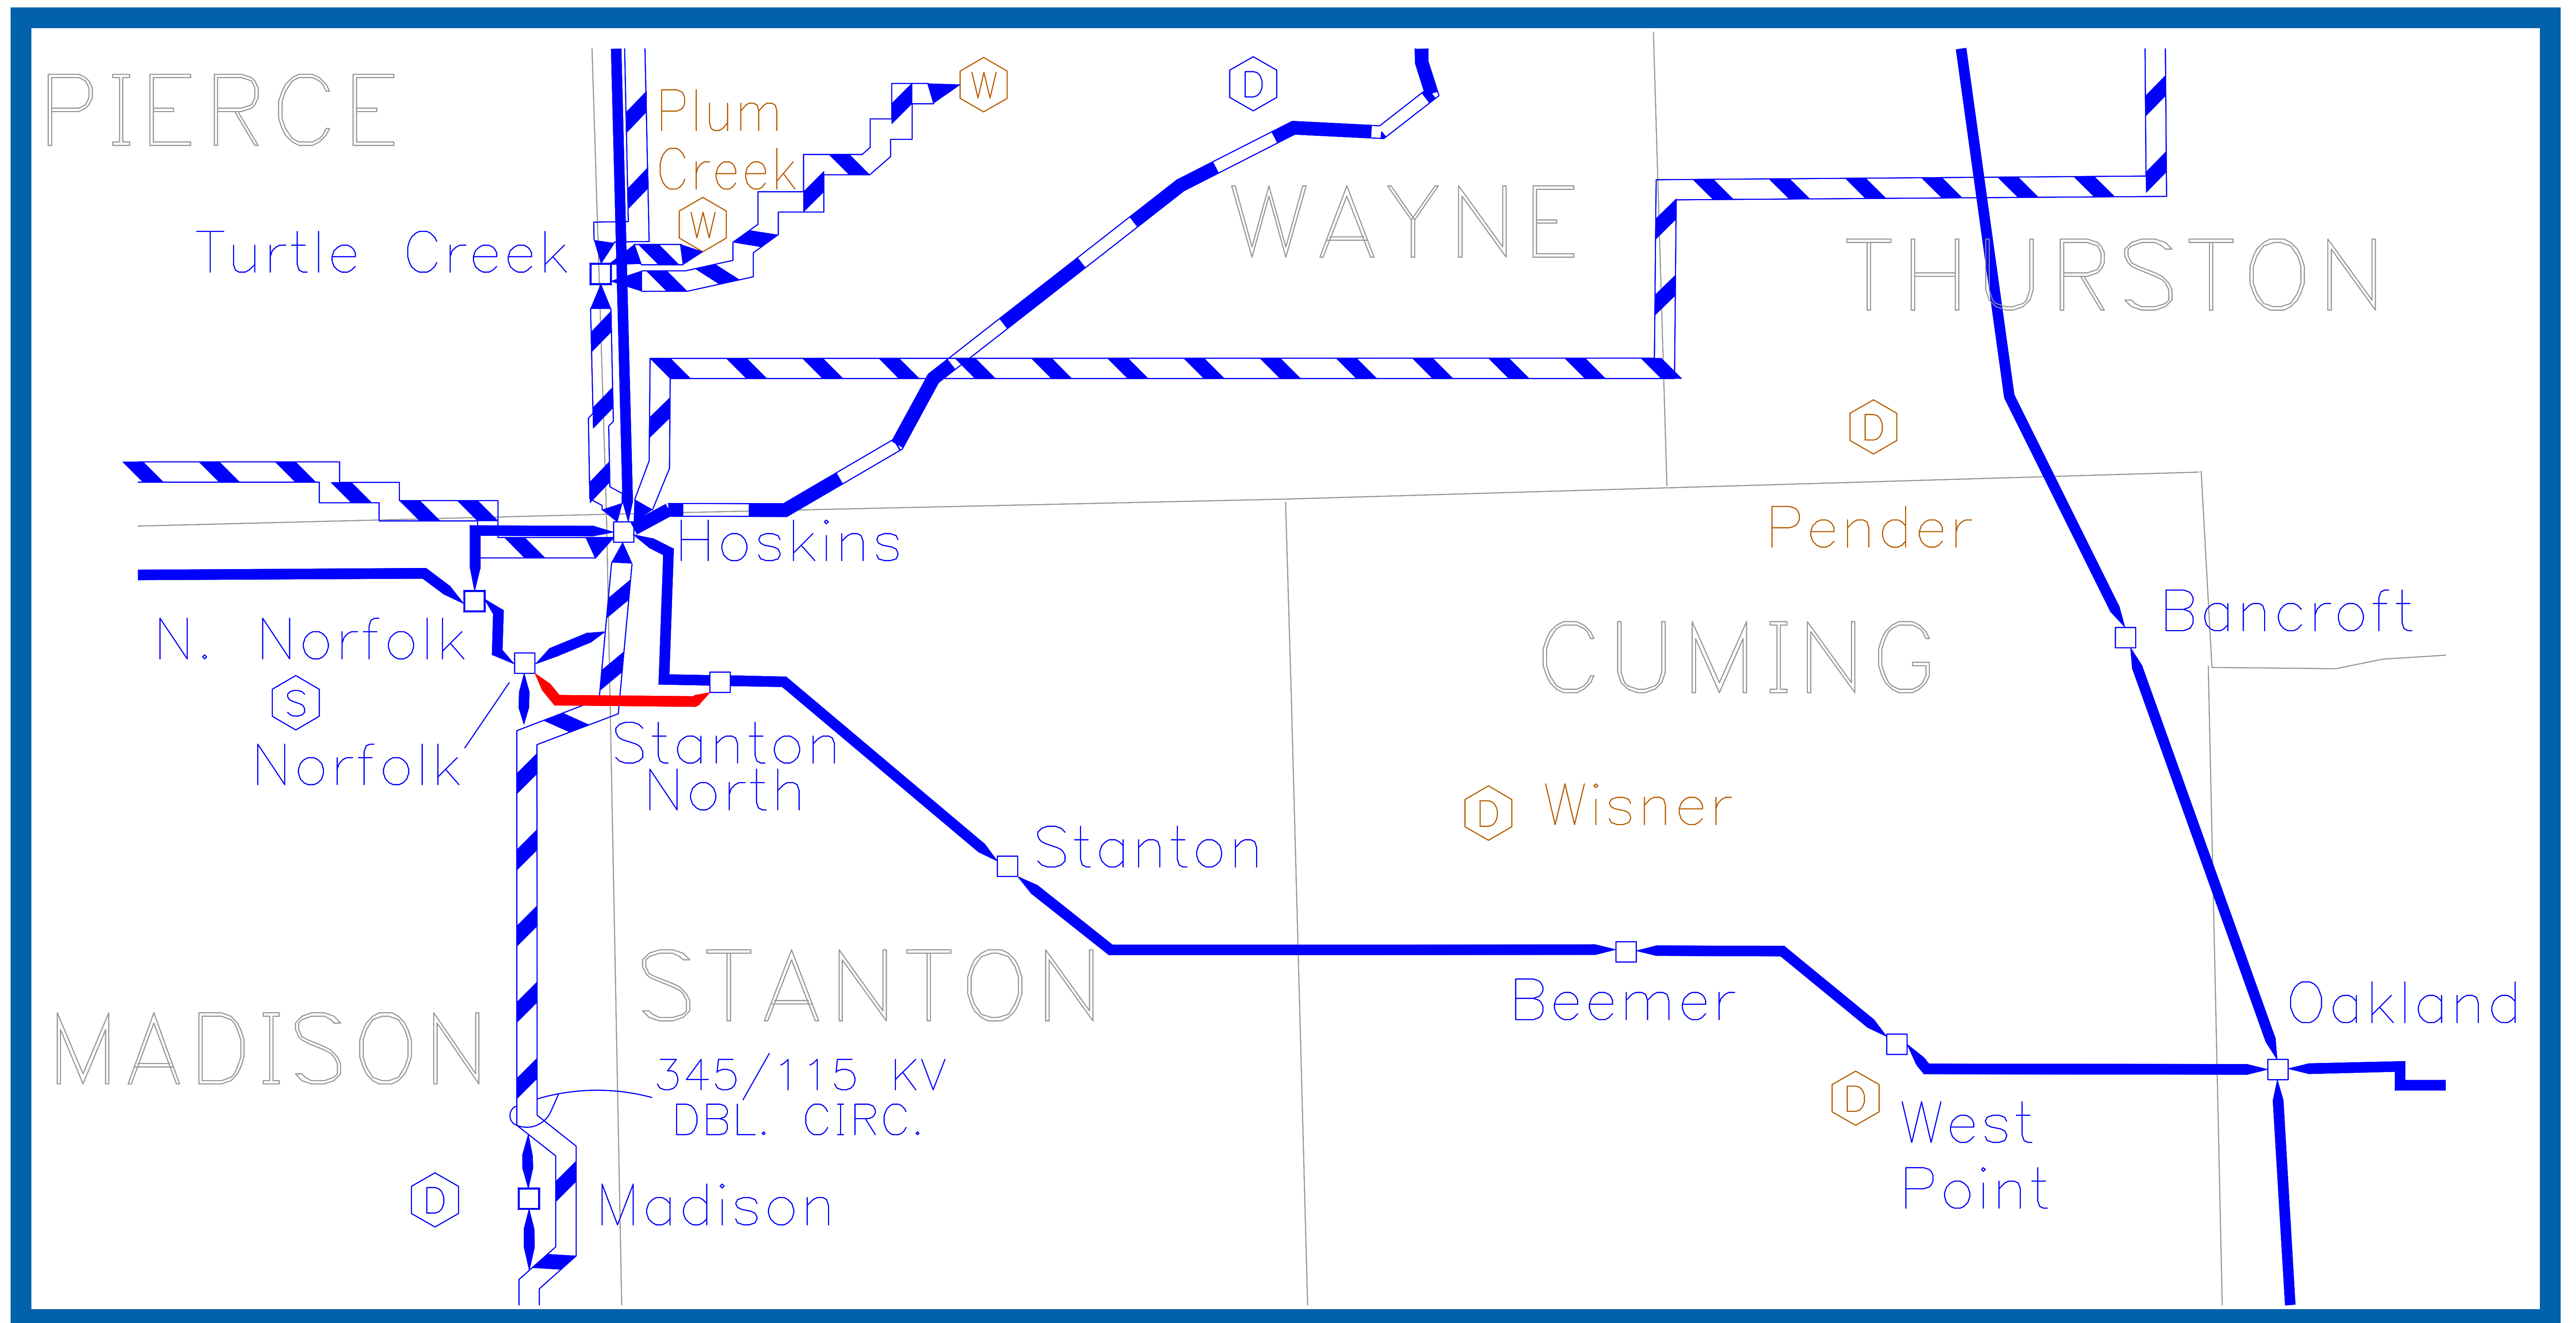 PIERCE
Plum
Creek
W
W
D
WAYNE
Turtle Creek
THURSTON
D
Pender
Hoskins
N. Norfolk
S
Norfolk
Stanton
North
CUMING
Bancroft
D
Wisner
Stanton
STANTON
MADISON
Beemer
Oakland
345/115 KV
DBL. CIRC.
D
West
Point
D
Madison